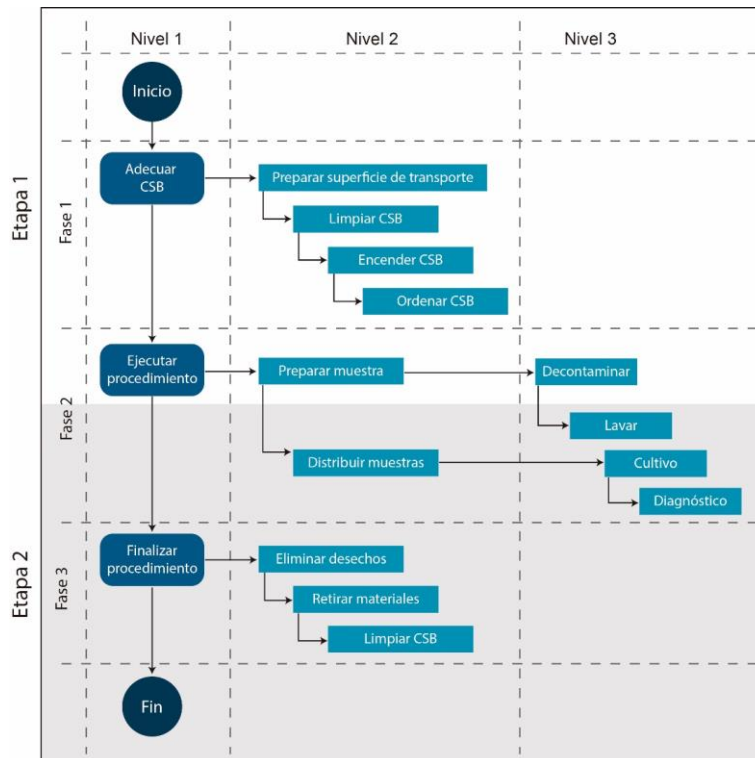 Nivel 1
Nivel 2
Nivel 3
Inicio
Etapa 1
Fase 1
Adecuar
CSB
Preparar superficie de transporte
Limpiar CSB
Encender CSB
Ordenar CSB
Fase 2
Ejecutar
procedimiento
Preparar muestra
Decontaminar
Lavar
Distribuir muestras
Cultivo
Diagnóstico
Etapa 2
Fase 3
Finalizar
procedimiento
Eliminar desechos
Retirar materiales
Limpiar CSB
Fin